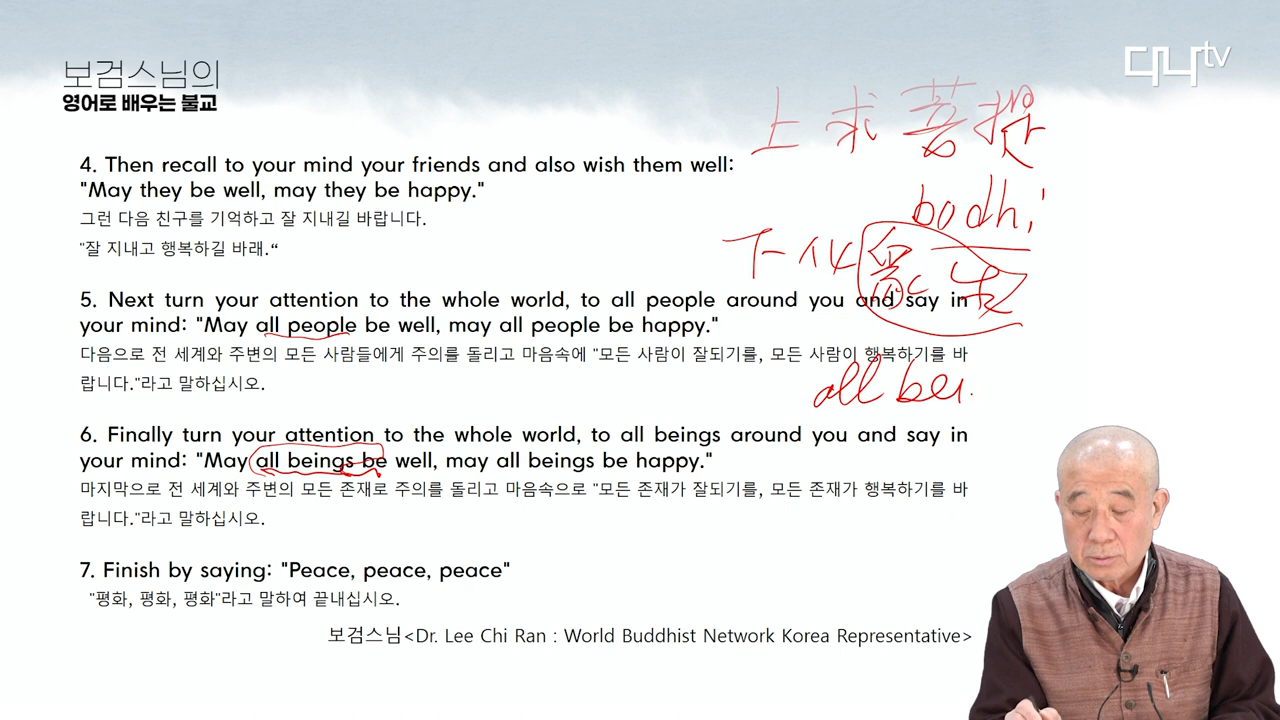 보검스님의
영어로 배우는 불교
tv
上求菩提
bodhi
下化衆生
all bei
4. Then recall to your mind your friends and also wish them well:
"May they be well, may they be happy."
그런 다음 친구를 기억하고 잘 지내길 바랍니다.
"잘 지내고 행복하길 바래.“
5. Next turn your attention to the whole world, to all people around you and say in
your mind: "May all people be well, may all people be happy."
다음으로 전 세계와 주변의 모든 사람들에게 주의를 돌리고 마음속에 "모든 사람이 잘되기를, 모든 사람이 행복하기를 바
랍니다."라고 말하십시오.
6. Finally turn your attention to the whole world, to all beings around you and say in
your mind: "May all beings be well, may all beings be happy."
마지막으로 전 세계와 주변의 모든 존재로 주의를 돌리고 마음속으로 "모든 존재가 잘되기를, 모든 존재가 행복하기를 바
랍니다."라고 말하십시오.
7. Finish by saying: "Peace, peace, peace"
"평화, 평화, 평화"라고 말하여 끝내십시오.
보검스님<Dr. Lee Chi Ran : World Buddhist Network Korea Representative>